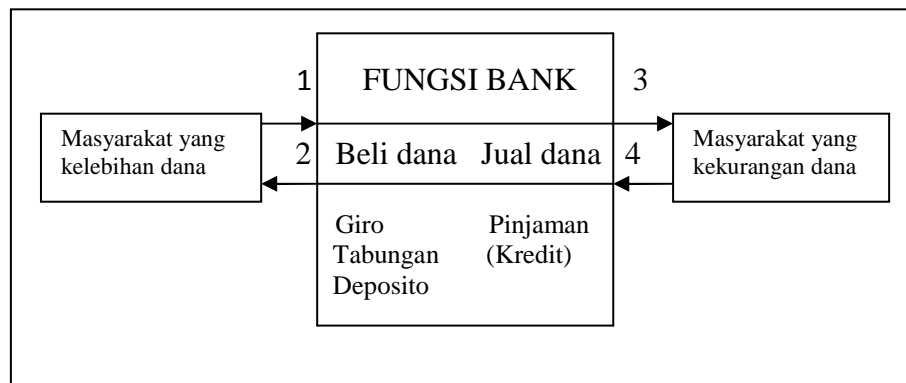 1 FUNGSI BANK 3
Masyarakat yang
kelebihan dana
2 Beli dana Jual dana 4
Masyarakat yang
kekurangan dana
Giro Pinjaman
Tabungan (Kredit)
Deposito